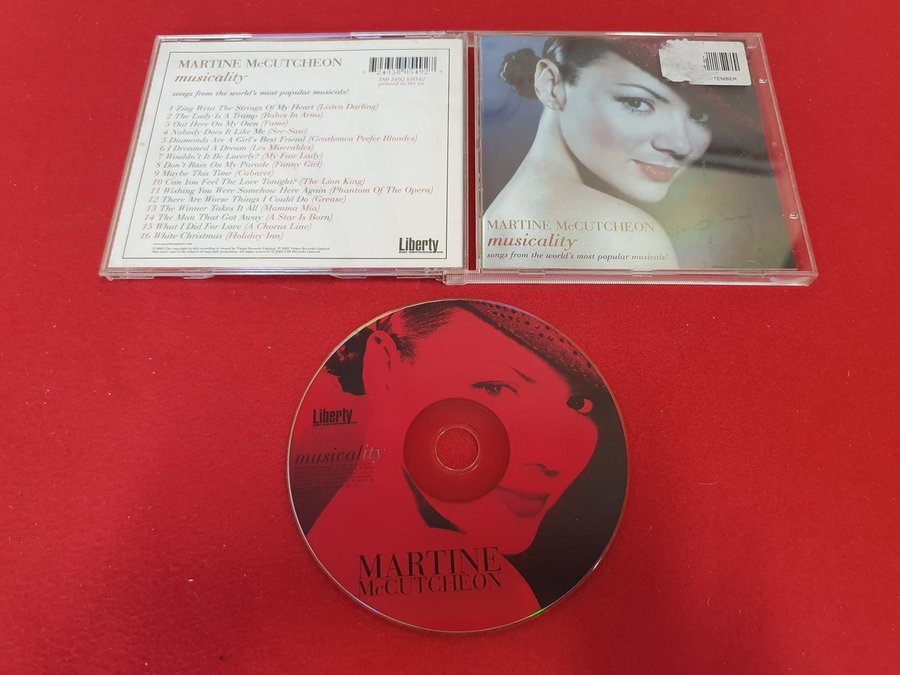 MARTINE McCUTCHEON
musicality
songs from the world's most popular musicals!
1 Zing Went The Strings Of My Heart (Listen Darling)
2 The Lady Is A Tramp (Babes In Arms)
3 Out Here On My Own (Fame)
4 Nobody Does It Like Me (See-Saw)
5 Diamonds Are A Girl's Best Friend (Gentlemen Prefer Blondes)
6 I Dreamed A Dream (Les Miserables)
7 Wouldn't It Be Loverly? (My Fair Lady)
8 Don't Rain On My Parade (Funny Girl)
9 Maybe This Time (Cabaret)
10 Can You Feel The Love Tonight? (The Lion King)
11 Wishing You Were Somehow Here Again (Phantom Of The Opera)
12 There Are Worse Things I Could Do (Grease)
13 The Winner Takes It All (Mamma Mia)
14 The Man That Got Away (A Star Is Born)
15 What I Did For Love (A Chorus Line)
16 White Christmas (Holiday Inn)
Liberty
TEMBER
MARTINE McCUTCHEON
musicality
songs from the world's most popular musicals!
Liberty
musicality
MARTINE
McCUTCHEON